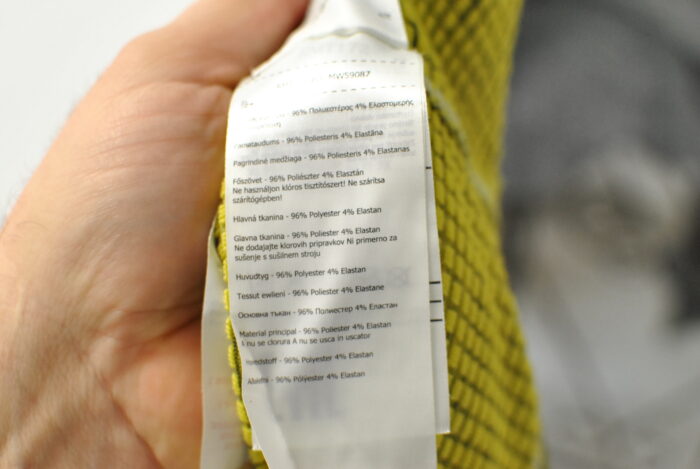 MW59087
96% Πολυεστέρας 4% Ελαστομερής
- 96% Poliesteris 4% Elastāna
Pagrindinė medžiaga - 96% Poliesteris 4% Elastanas
Főszövet - 96% Poliészter 4% Elasztán
Ne használjon klóros tisztítószert! Ne szárítsa
szárítógépben!
Hlavná tkanina - 96% Polyester 4% Elastan
Glavna tkanina - 96% Poliester 4% Elastan
Ne dodajajte klorovih pripravkov Ni primerno za
sušenje s sušilnem stroju
Huvudtyg - 96% Polyester 4% Elastan
Tessut ewlieni - 96% Poliester 4% Elastane
Основна тъкан - 96% Полиестер 4% Еластан
Material principal - 96% Poliester 4% Elastan
A nu se clorura A nu se usca in uscator
- 96% Polyester 4% Elastan
- 96% Pólýester 4% Elastan